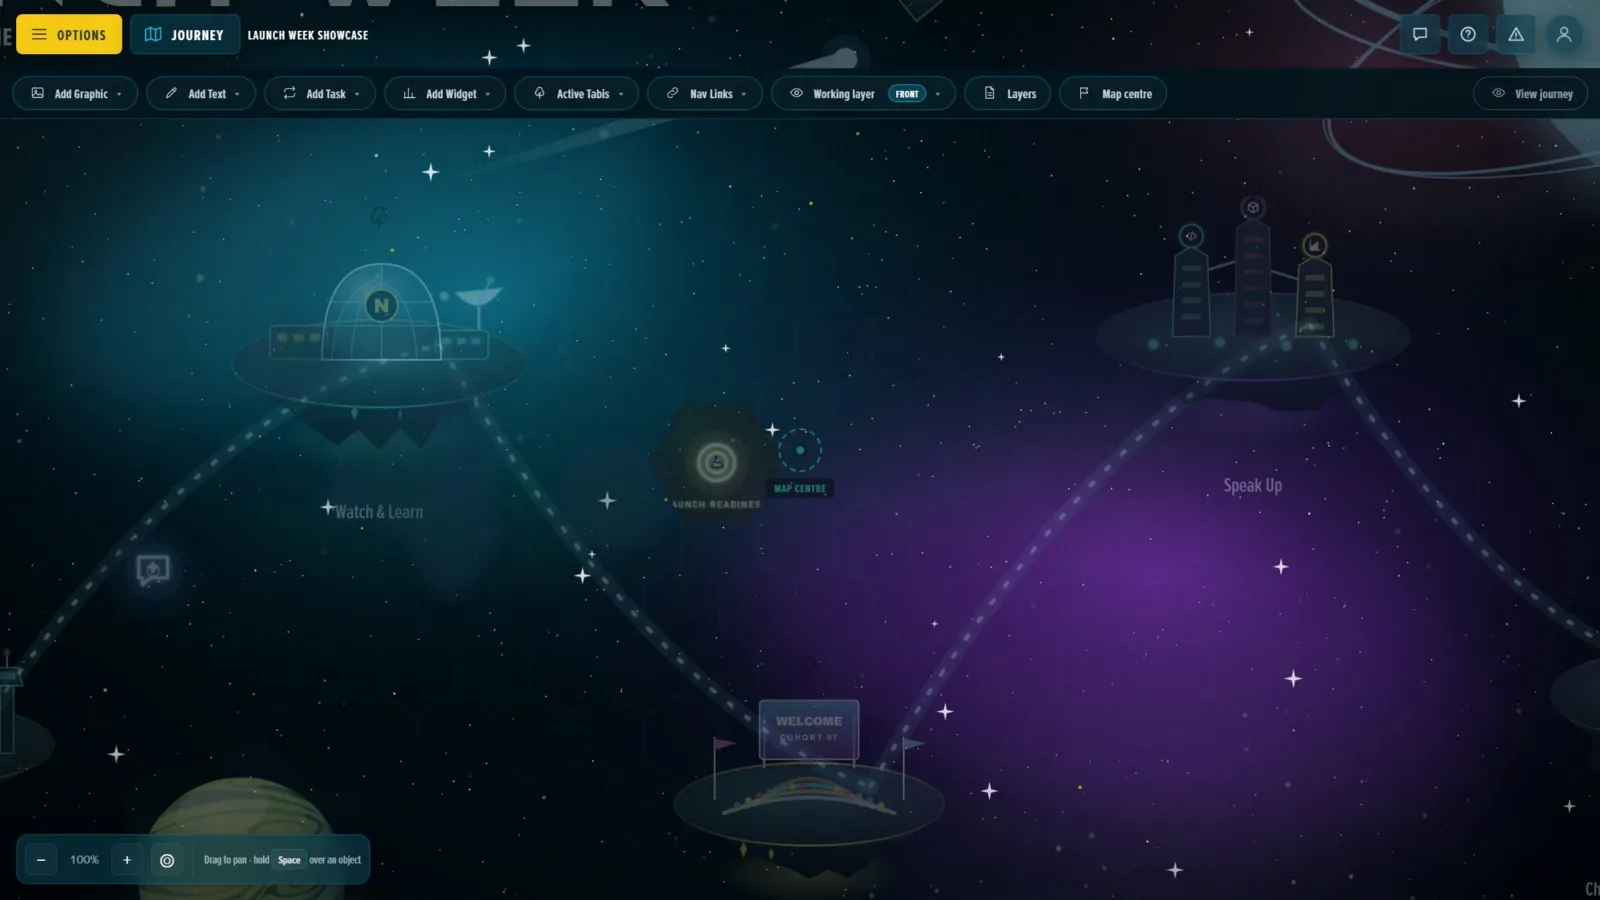 OPTIONS
JOURNEY
LAUNCH WEEK SHOWCASE
Add Graphic
Add Text
Add Task
Add Widget
Active Tabis
Nav Links
Working layer FRONT
Layers
Map centre
View journey
N
MAP CENTRE
Speak Up
Watch & Learn
WELCOME
COHORT 07
100%
Drag to pan · hold Space over an object